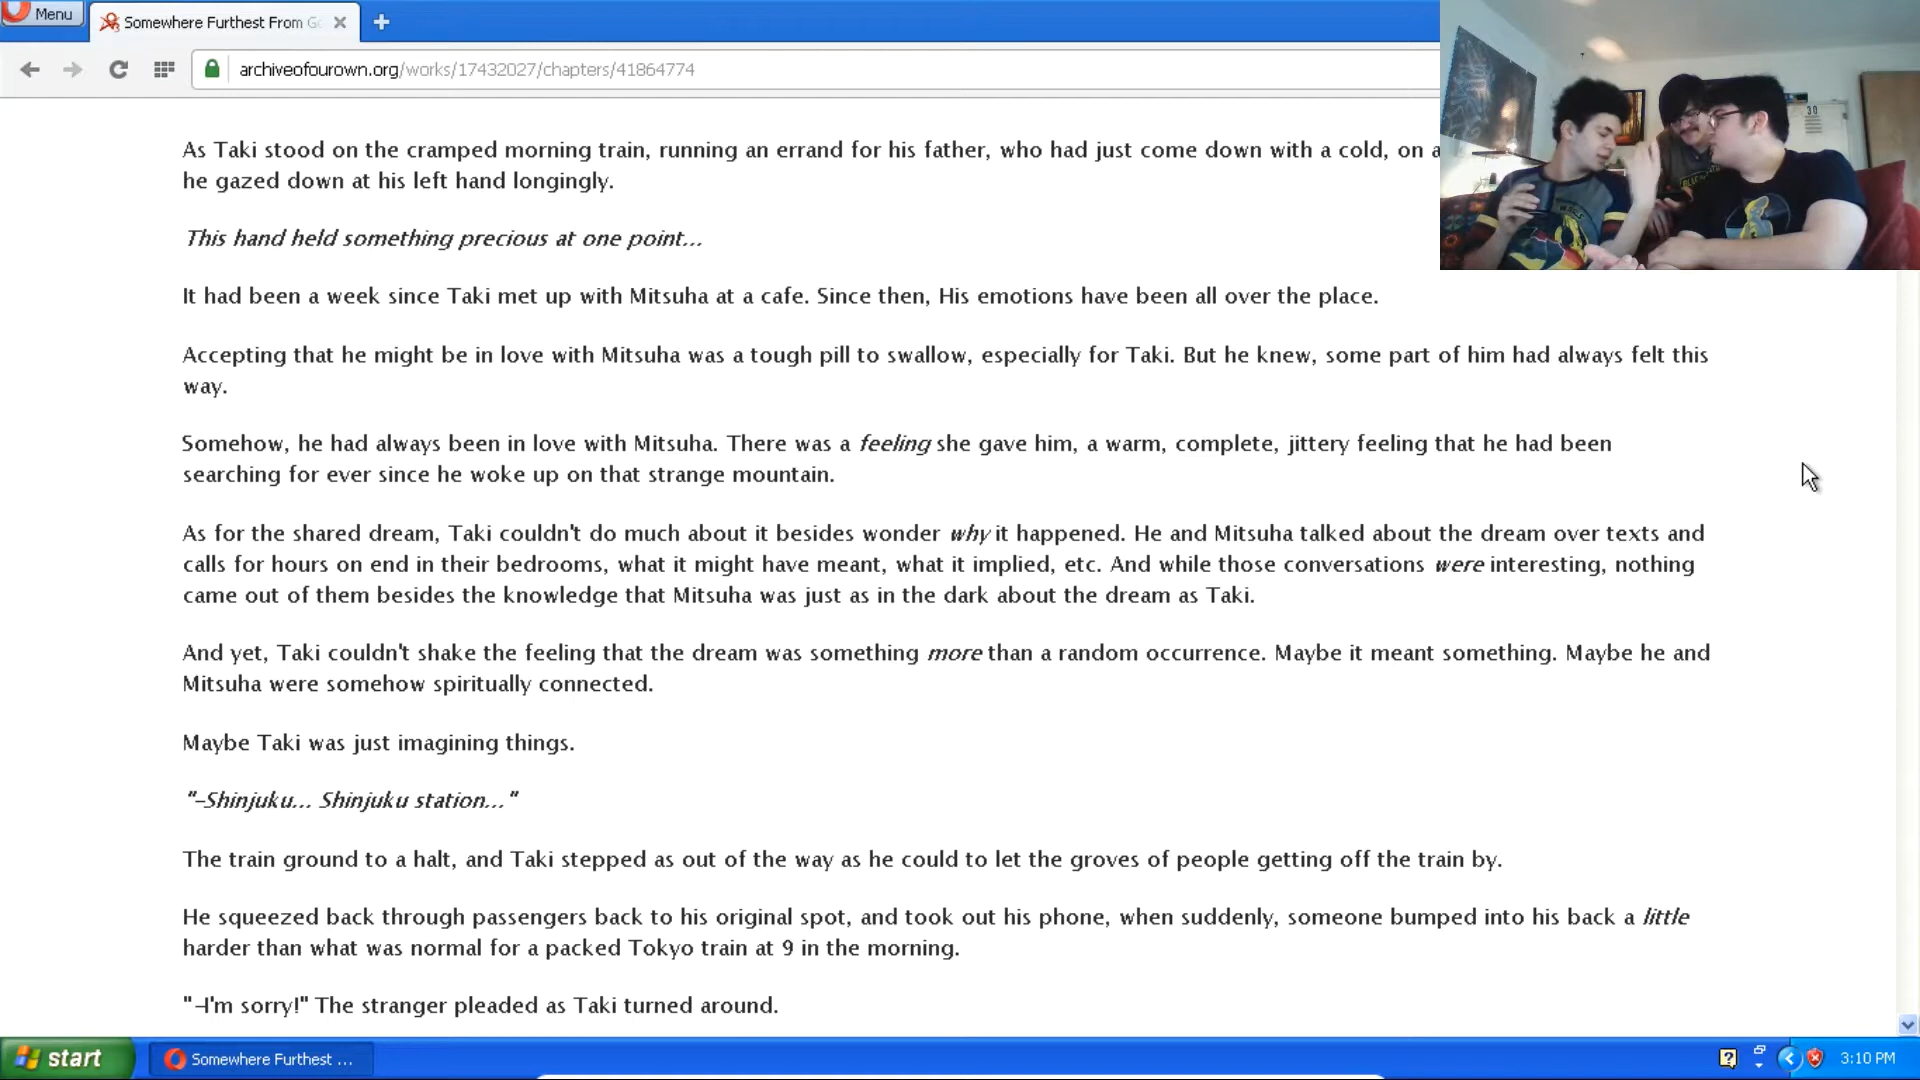 Menu
Somewhere Furthest From G
archiveofourown.org/works/17432027/chapters/41864774
As Taki stood on the cramped morning train, running an errand for his father, who had just come down with a cold, on a
he gazed down at his left hand longingly.
This hand held something precious at one point...
It had been a week since Taki met up with Mitsuha at a cafe. Since then, His emotions have been all over the place.
Accepting that he might be in love with Mitsuha was a tough pill to swallow, especially for Taki. But he knew, some part of him had always felt this
way.
Somehow, he had always been in love with Mitsuha. There was a feeling she gave him, a warm, complete, jittery feeling that he had been
searching for ever since he woke up on that strange mountain.
As for the shared dream, Taki couldn't do much about it besides wonder why it happened. He and Mitsuha talked about the dream over texts and
calls for hours on end in their bedrooms, what it might have meant, what it implied, etc. And while those conversations were interesting, nothing
came out of them besides the knowledge that Mitsuha was just as in the dark about the dream as Taki.
And yet, Taki couldn't shake the feeling that the dream was something more than a random occurrence. Maybe it meant something. Maybe he and
Mitsuha were somehow spiritually connected.
Maybe Taki was just imagining things.
"-Shinjuku... Shinjuku station..."
The train ground to a halt, and Taki stepped as out of the way as he could to let the groves of people getting off the train by.
He squeezed back through passengers back to his original spot, and took out his phone, when suddenly, someone bumped into his back a little
harder than what was normal for a packed Tokyo train at 9 in the morning.
"-I'm sorry!" The stranger pleaded as Taki turned around.
start
Somewhere Furthest ...
3:10 PM